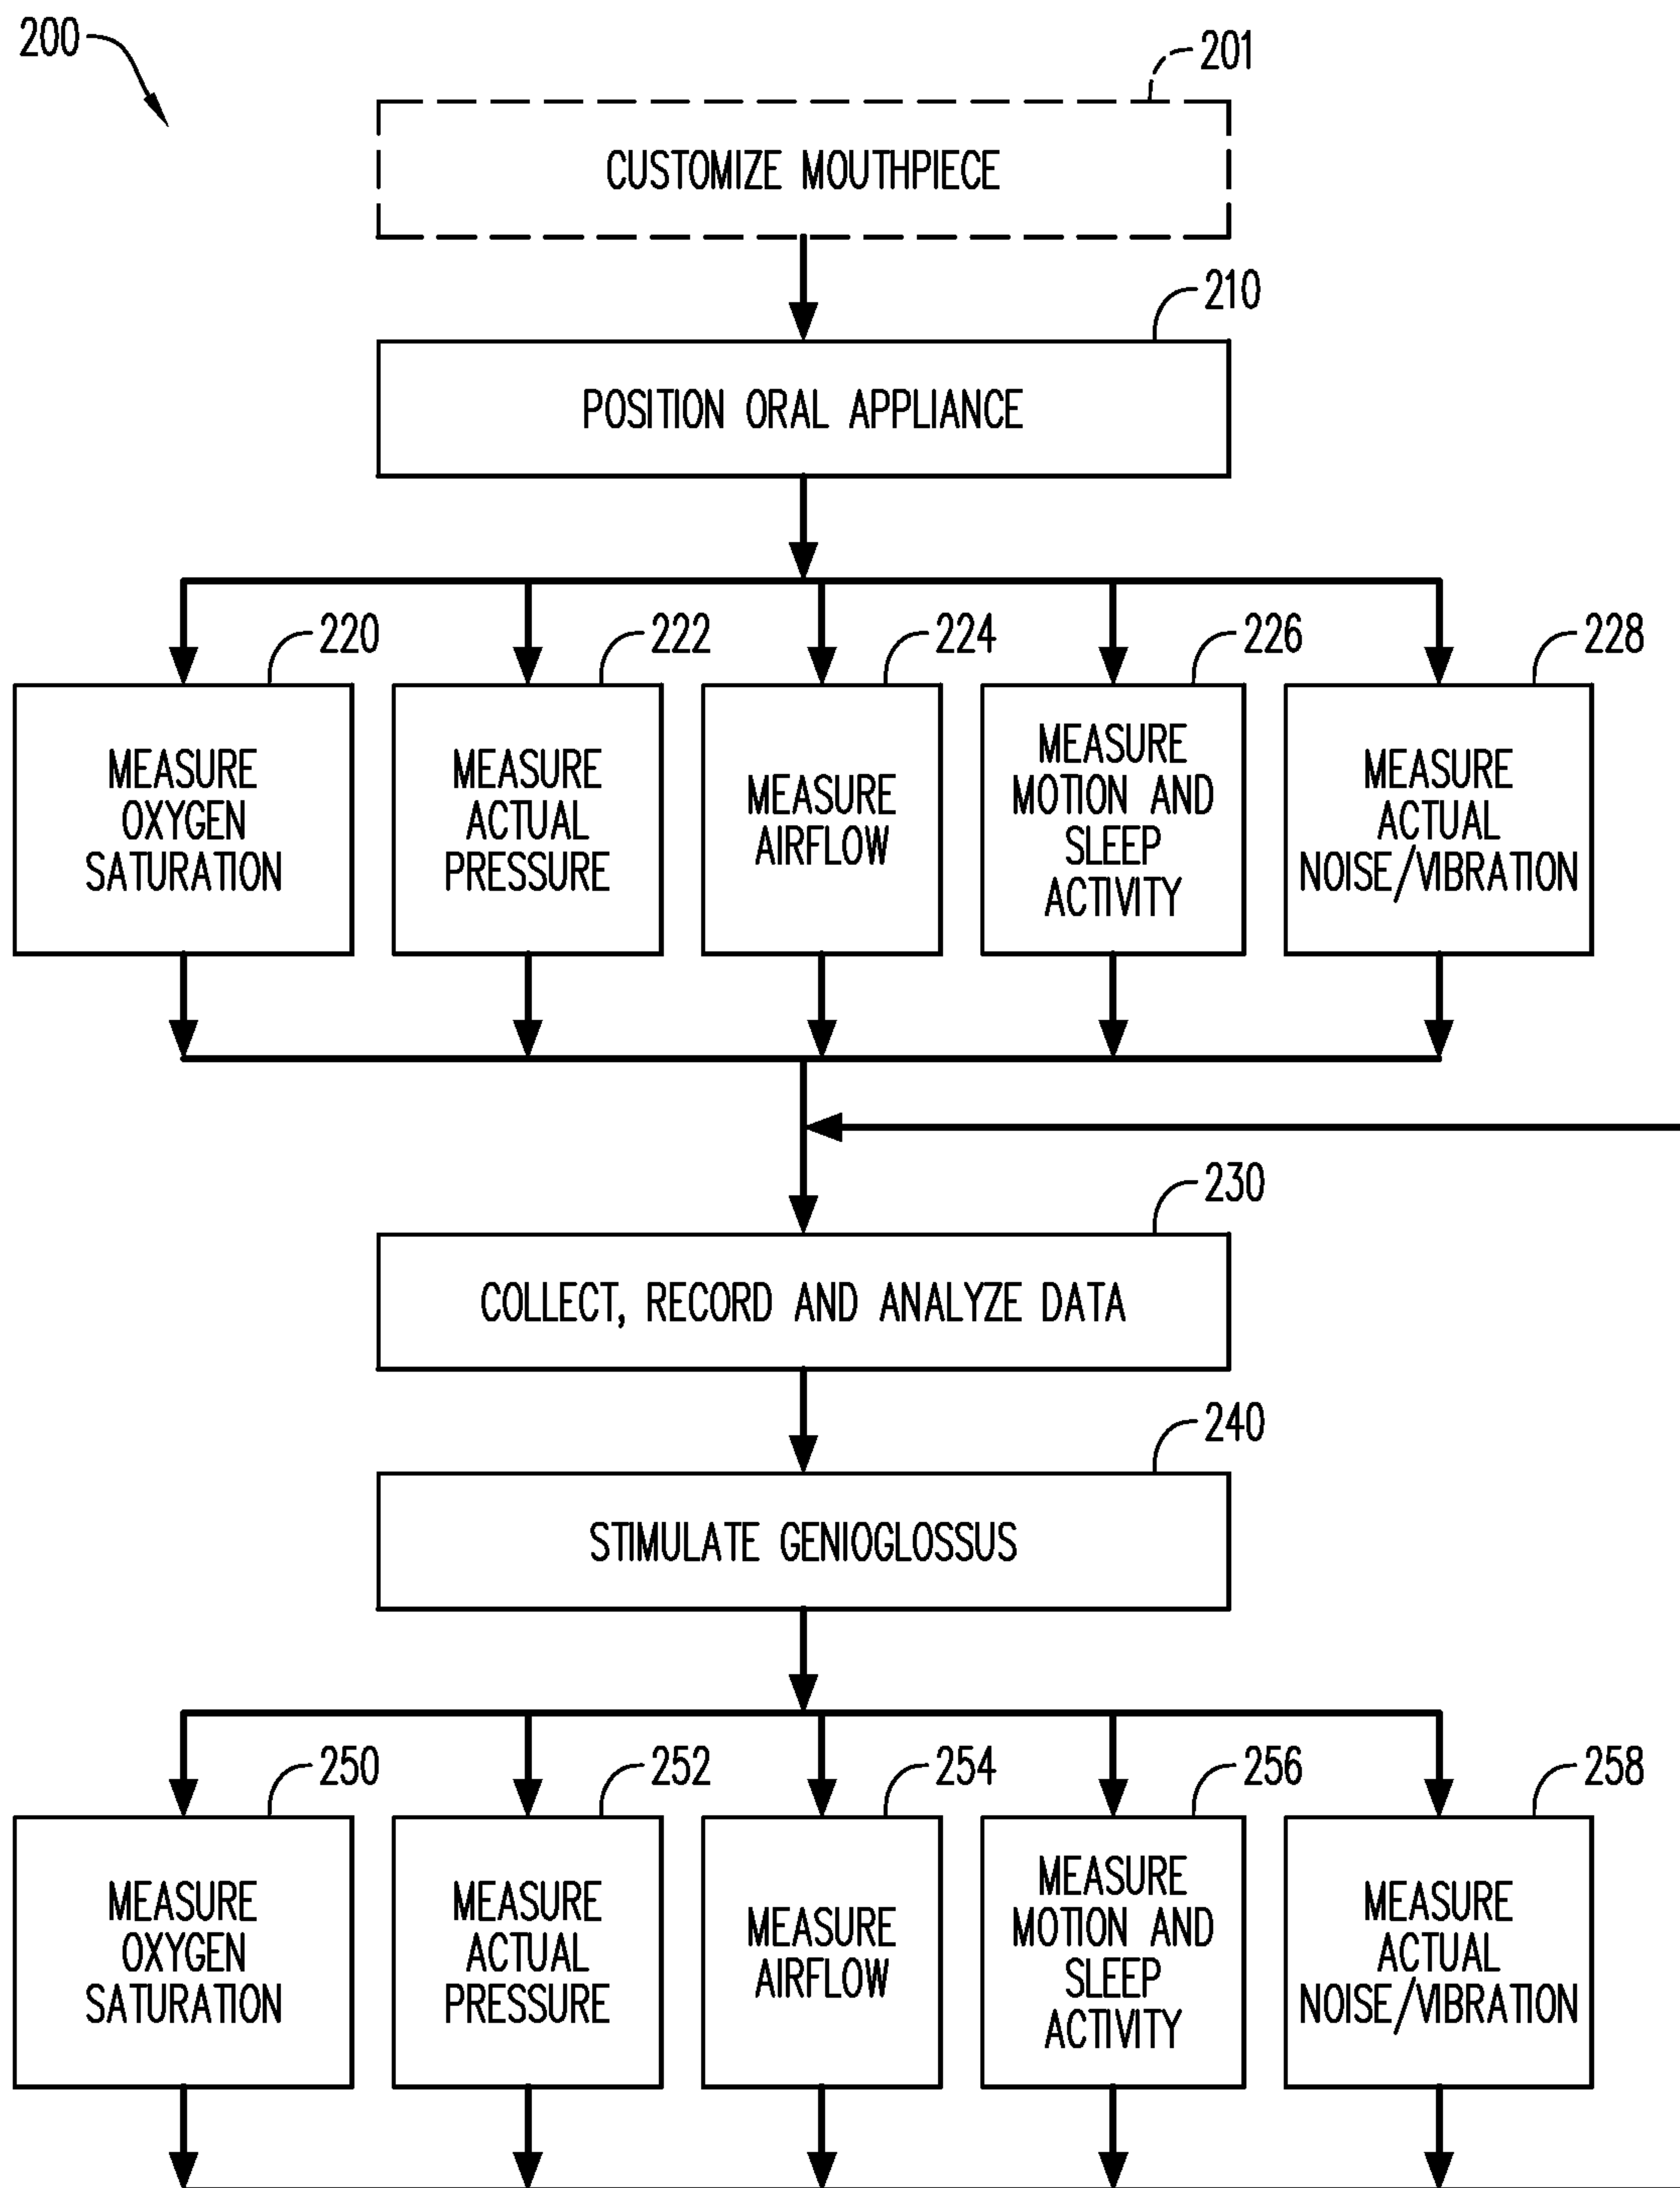 200
201
CUSTOMIZE MOUTHPIECE
210
POSITION ORAL APPLIANCE
220
222
224
226
228
MEASURE
OXYGEN
SATURATION
MEASURE
ACTUAL
PRESSURE
MEASURE
AIRFLOW
MEASURE
MOTION AND
SLEEP
ACTIVITY
MEASURE
ACTUAL
NOISE/VIBRATION
230
COLLECT, RECORD AND ANALYZE DATA
240
STIMULATE GENIOGLOSSUS
250
252
254
256
258
MEASURE
OXYGEN
SATURATION
MEASURE
ACTUAL
PRESSURE
MEASURE
AIRFLOW
MEASURE
MOTION AND
SLEEP
ACTIVITY
MEASURE
ACTUAL
NOISE/VIBRATION